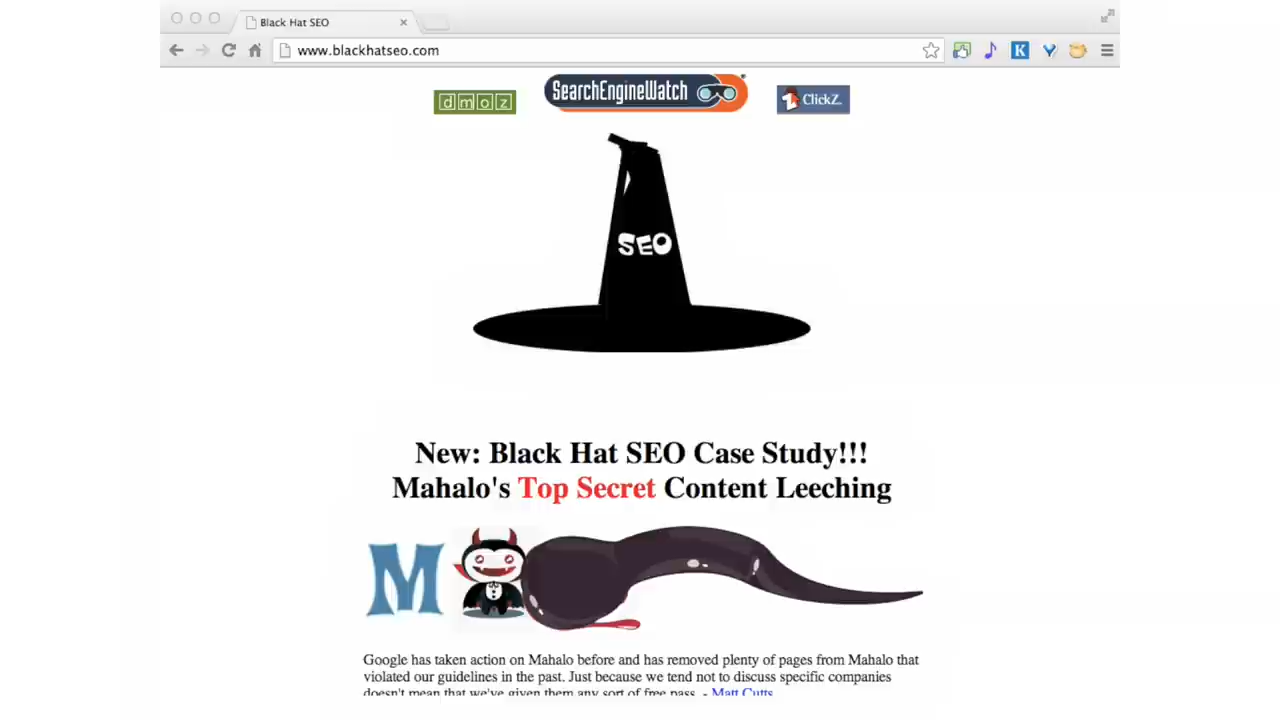 Black Hat SEO
www.blackhatseo.com
K
dmoz
SearchEngineWatch
ClickZ.
SEO
New: Black Hat SEO Case Study!!!
Mahalo's Top Secret Content Leeching
M
Google has taken action on Mahalo before and has removed plenty of pages from Mahalo that
violated our guidelines in the past. Just because we tend not to discuss specific companies
doesn't mean that we've given them any sort of free pass. - Matt Cutts